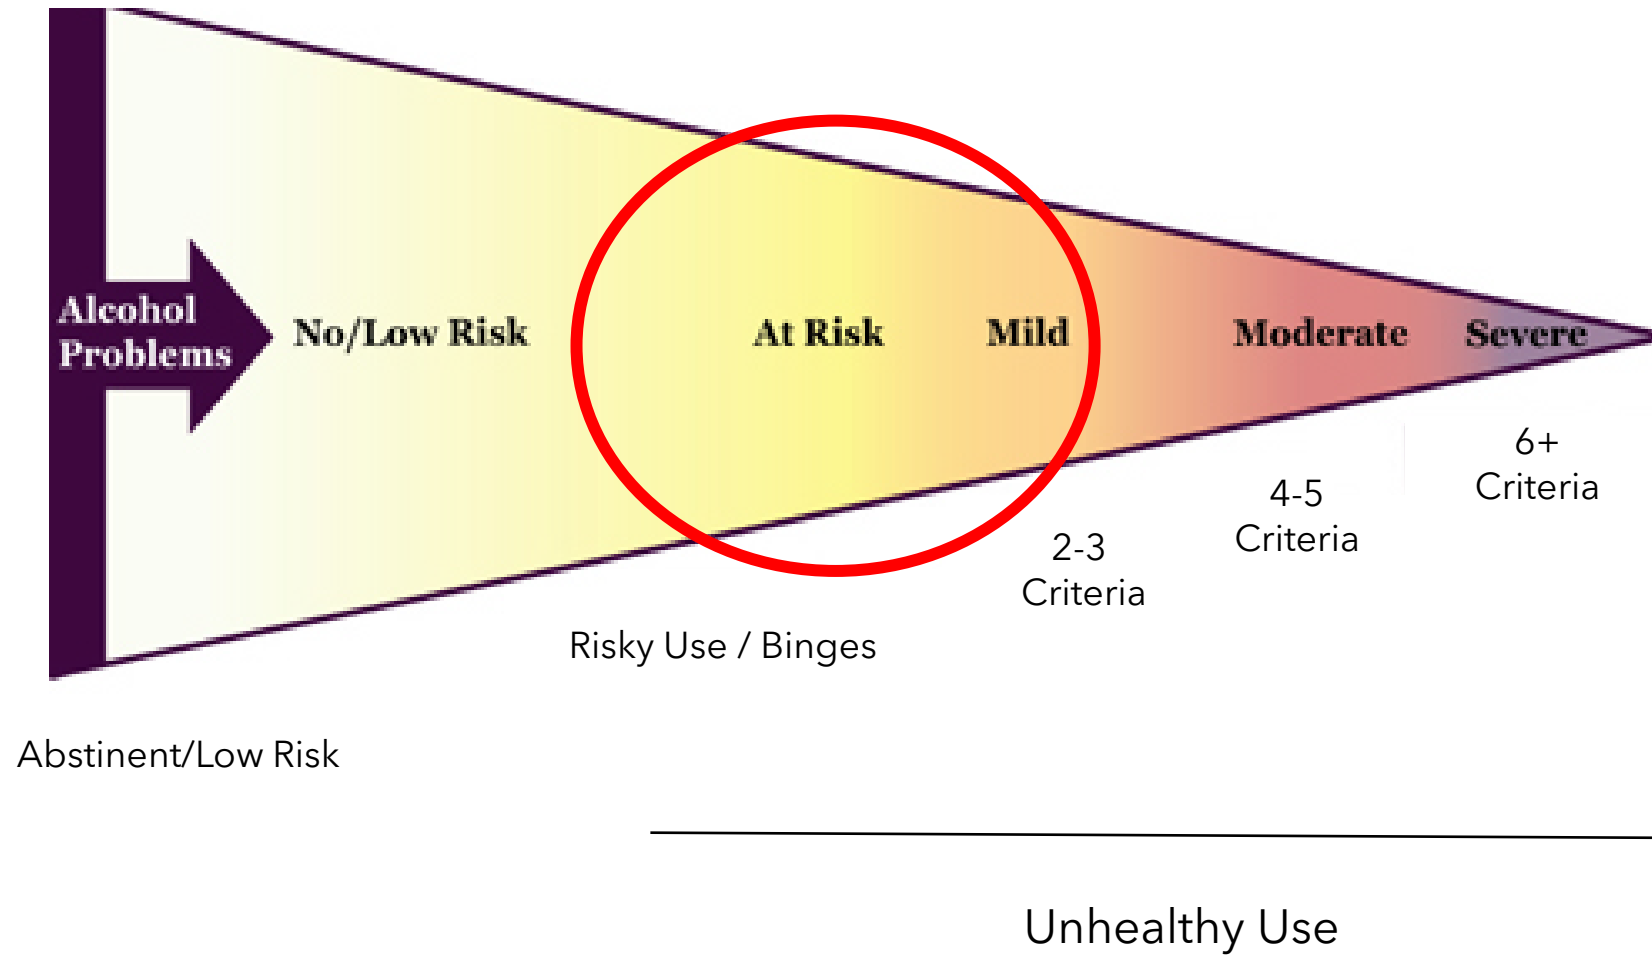 Alcohol
Problems
No/Low Risk
At Risk
Mild
Moderate
Severe
6+
Criteria
4-5
Criteria
2-3
Criteria
Risky Use / Binges
Abstinent/Low Risk
Unhealthy Use